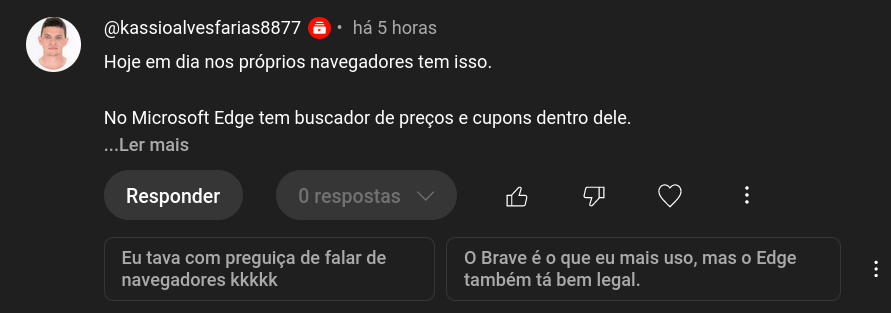 @kassioalvesfarias8877 • há 5 horas
Hoje em dia nos próprios navegadores tem isso.
No Microsoft Edge tem buscador de preços e cupons dentro dele.
...Ler mais
Responder
0 respostas
Eu tava com preguiça de falar de
navegadores kkkkk
O Brave é o que eu mais uso, mas o Edge
também tá bem legal.